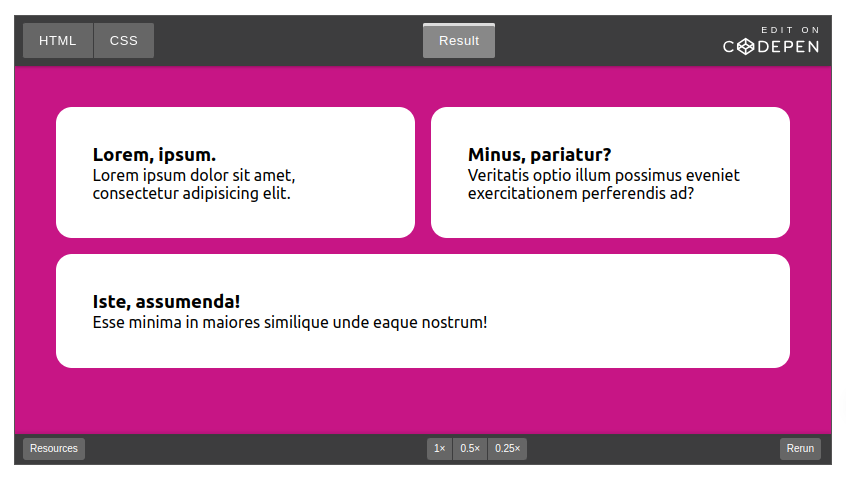 HTML CSS Result EDIT ON
CODEPEN
Lorem, ipsum.
Lorem ipsum dolor sit amet,
consectetur adipisicing elit.
Minus, pariatur?
Veritatis optio illum possimus eveniet
exercitationem perferendis ad?
Iste, assumenda!
Esse minima in maiores similique unde eaque nostrum!
Resources 1× 0.5× 0.25× Rerun